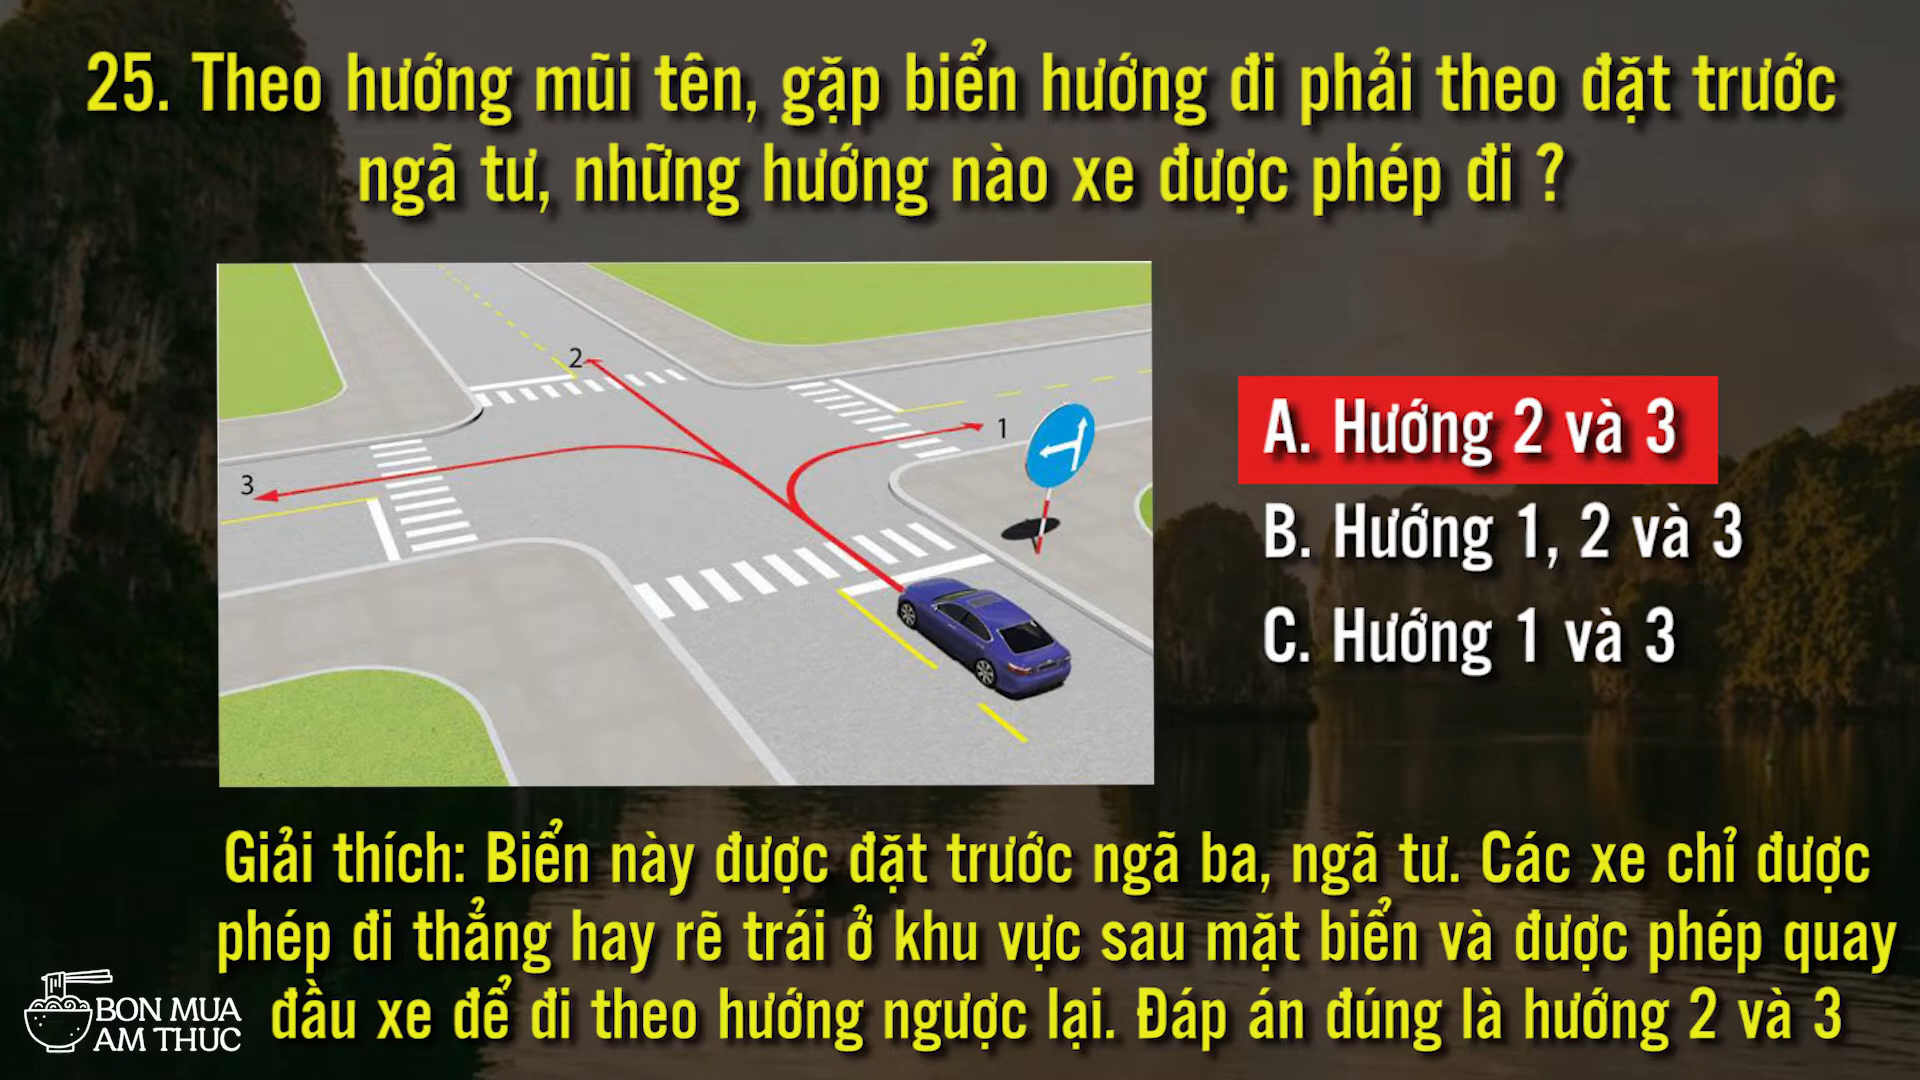 25. Theo hướng mũi tên, gặp biển hướng đi phải theo đặt trước
ngã tư, những hướng nào xe được phép đi ?
2
1
3
A. Hướng 2 và 3
B. Hướng 1, 2 và 3
C. Hướng 1 và 3
Giải thích: Biển này được đặt trước ngã ba, ngã tư. Các xe chỉ được
phép đi thẳng hay rẽ trái ở khu vực sau mặt biển và được phép quay
đầu xe để đi theo hướng ngược lại. Đáp án đúng là hướng 2 và 3
BON MUA
AM THUC